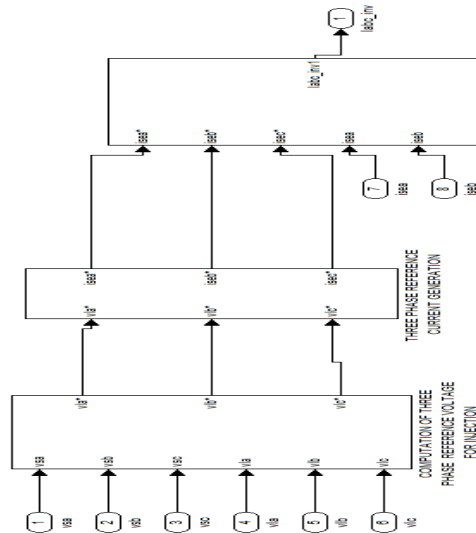 1
vsa
2
vsb
3
vsc
4
vla
5
vlb
6
vlc
vsa
vsb
vsc
vla
vlb
vlc
vla*
vlb*
vlc*
COMPUTATION OF THREE
PHASE REFERENCE VOLTAGE
FOR INJECTION
vla*
vlb*
vlc*
isea*
iseb*
isec*
THREE PHASE REFERENCE
CURRENT GENERATION
7
isea
8
iseb
isea*
iseb*
isec*
isea
iseb
Iabc_inv1
1
Iabc_inv